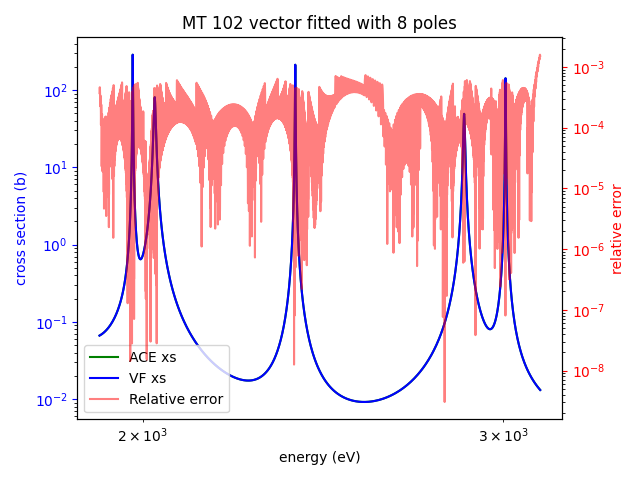 MT 102 vector fitted with 8 poles
10²
10¹
10⁰
10⁻¹
10⁻²
cross section (b)
10⁻³
10⁻⁴
10⁻⁵
10⁻⁶
10⁻⁷
10⁻⁸
relative error
ACE xs
VF xs
Relative error
2 × 10³
3 × 10³
energy (eV)